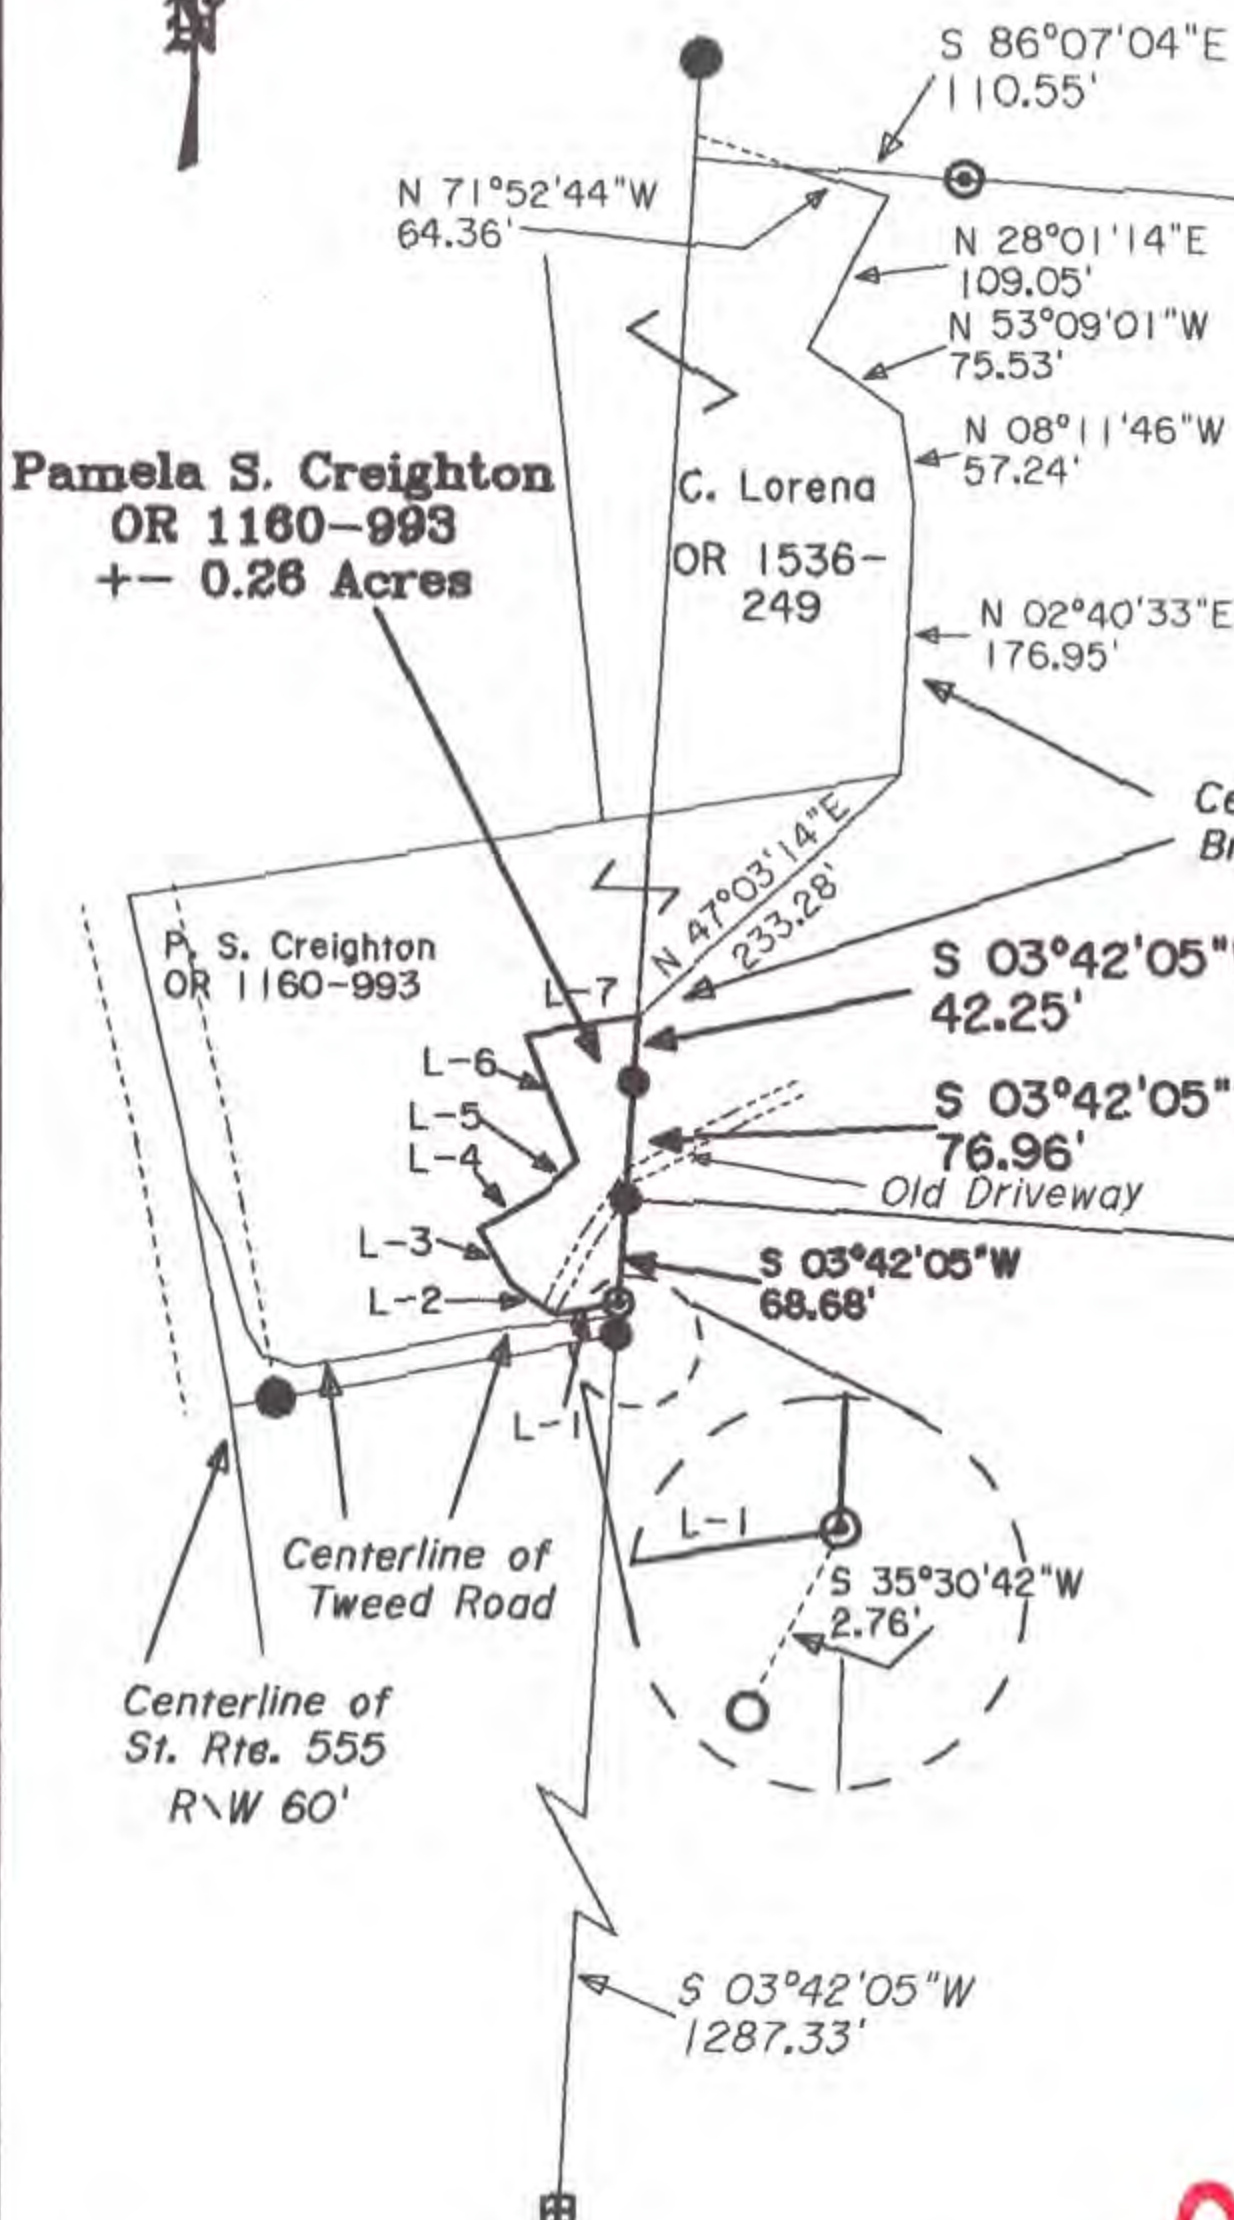 N
S 86°07'04"E
110.55'
N 71°52'44"W
64.36'
N 28°01'14"E
109.05'
N 53°09'01"W
75.53'
N 08°11'46"W
57.24'
Pamela S. Creighton
OR 1160-993
+- 0.26 Acres
C. Lorena
OR 1536-
249
N 02°40'33"E
176.95'
Ce
Br
N 47°03'14"E
233.28'
P. S. Creighton
OR 1160-993
S 03°42'05"
42.25'
L-7
L-6
L-5
L-4
S 03°42'05"
76.96'
Old Driveway
L-3
L-2
S 03°42'05"W
68.68'
L-1
L-1
S 35°30'42"W
2.76'
Centerline of
Tweed Road
Centerline of
St. Rte. 555
R\W 60'
S 03°42'05"W
1287.33'